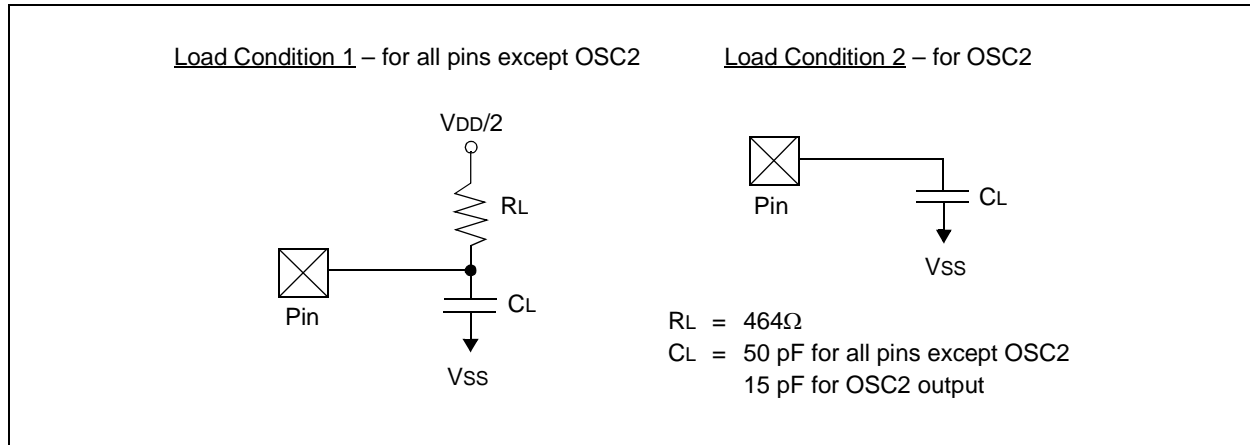 Load Condition 1 – for all pins except OSC2
VDD/2
RL
Pin
CL
VSS
Load Condition 2 – for OSC2
Pin
CL
VSS
RL = 464Ω
CL = 50 pF for all pins except OSC2
15 pF for OSC2 output